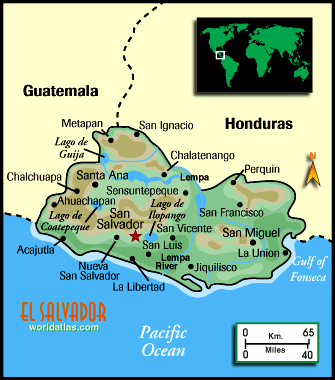 Guatemala
Honduras
Metapan
San Ignacio
Lago de
Guija
Chalatenango
Perquin
Chalchuapa
Santa Ana
Lempa
Sensuntepeque
Ahuachapan
Lago de
Coatepeque
San
Salvador
Lago de
Ilopango
San Francisco
San Vicente
San Miguel
Acajutla
San Luis
La Union
Nueva
San Salvador
Lempa
River
Jiquilisco
Gulf of
Fonseca
La Libertad
EL SALVADOR
worldatlas.com
Pacific
Ocean
N
0 Km. 65
0 Miles 40